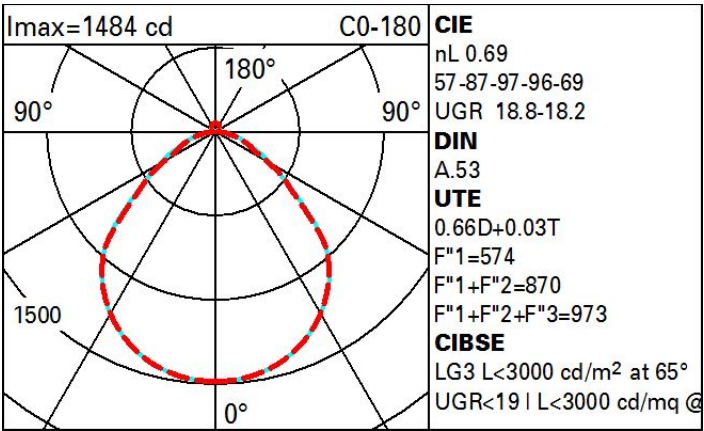 Imax=1484 cd C0-180
180°
90° 90°
1500
0°
CIE
nL 0.69
57-87-97-96-69
UGR 18.8-18.2
DIN
A.53
UTE
0.66D+0.03T
F"1=574
F"1+F"2=870
F"1+F"2+F"3=973
CIBSE
LG3 L<3000 cd/m² at 65°
UGR<19 | L<3000 cd/mq @